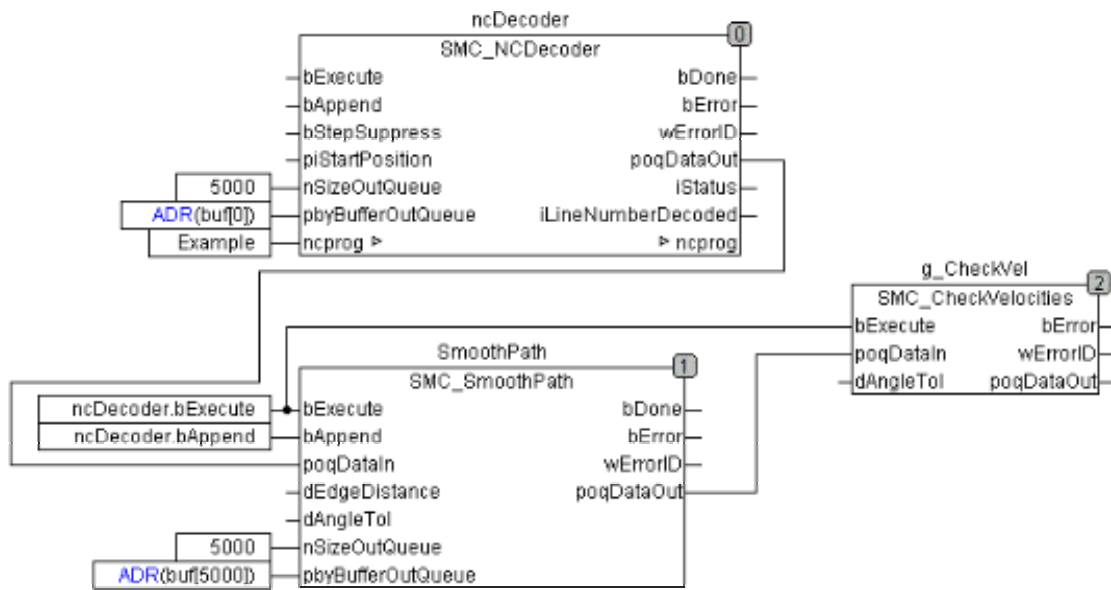 ncDecoder
0
SMC_NCDecoder
bExecute bDone
bAppend bError
bStepSuppress wErrorID
piStartPosition poqDataOut
5000 nSizeOutQueue iStatus
ADR(buf[0]) pbyBufferOutQueue iLineNumberDecoded
Example ncprog ncprog
g_CheckVel
2
SMC_CheckVelocities
bExecute bError
poqDataIn wErrorID
dAngleTol poqDataOut
SmoothPath
1
SMC_SmoothPath
ncDecoder.bExecute bExecute bDone
ncDecoder.bAppend bAppend bError
poqDataIn wErrorID
dEdgeDistance poqDataOut
dAngleTol
5000 nSizeOutQueue
ADR(buf[5000]) pbyBufferOutQueue